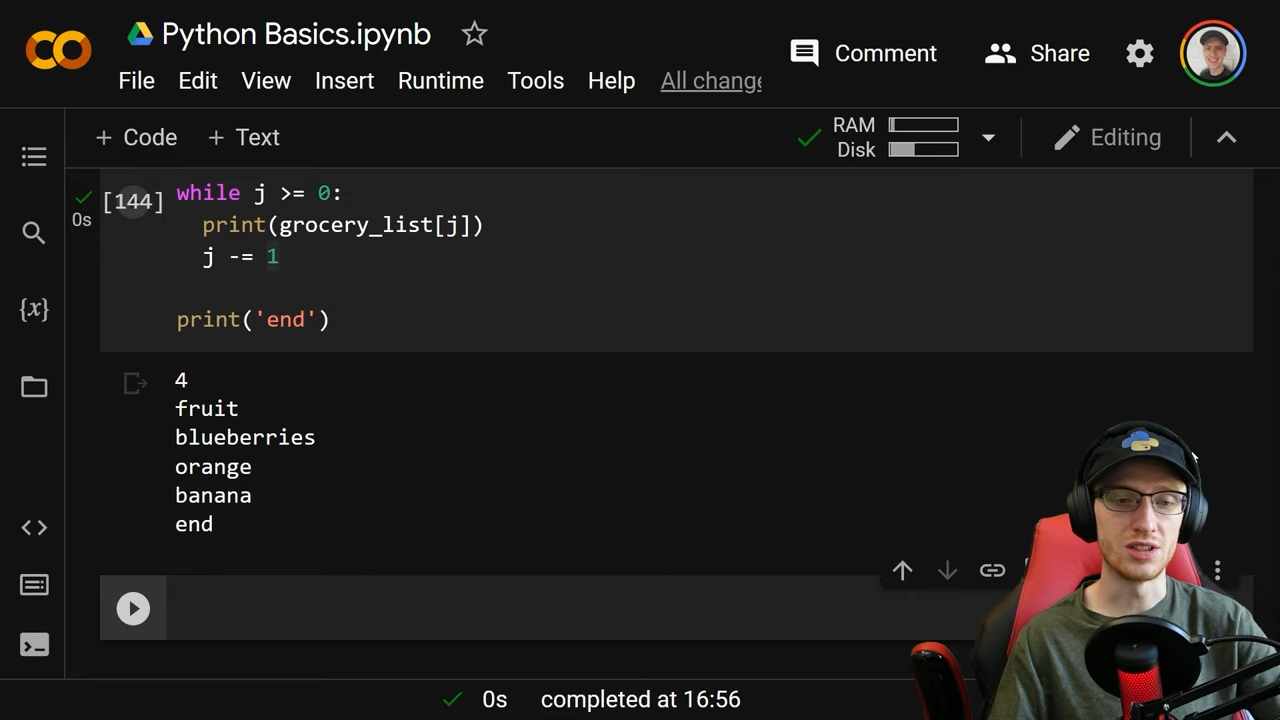 Python Basics.ipynb
Comment
Share
File Edit View Insert Runtime Tools Help All change
+ Code + Text
RAM
Disk
Editing
[144] while j >= 0:
0s
print(grocery_list[j])
j -= 1
print('end')
4
fruit
blueberries
orange
banana
end
{x}
0s completed at 16:56